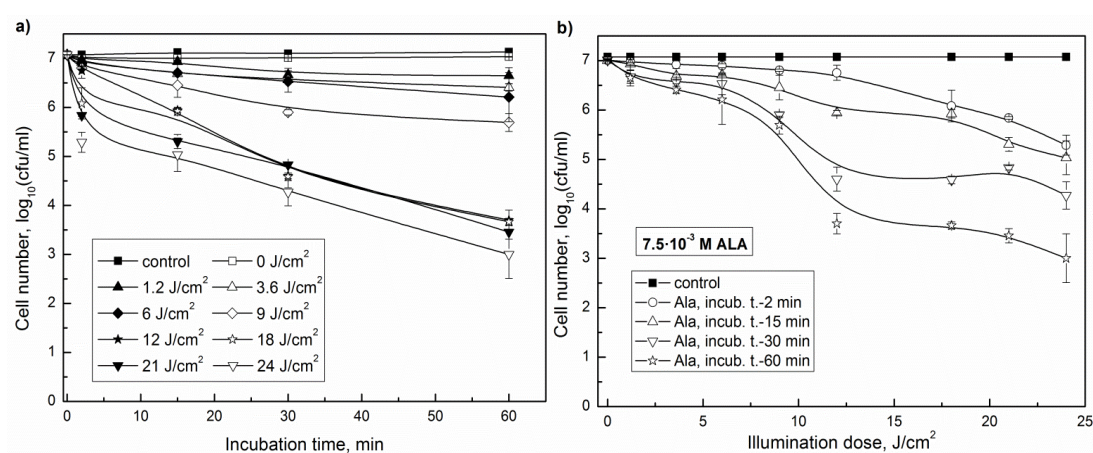 a)
Cell number, log10(cfu/ml)
7
6
5
4
3
2
1
0
control
0 J/cm2
1.2 J/cm2
3.6 J/cm2
6 J/cm2
9 J/cm2
12 J/cm2
18 J/cm2
21 J/cm2
24 J/cm2
0 10 20 30 40 50 60
Incubation time, min
b)
Cell number, log10(cfu/ml)
7
6
5
4
3
2
1
0
7.5·10-3 M ALA
control
Ala, incub. t.-2 min
Ala, incub. t.-15 min
Ala, incub. t.-30 min
Ala, incub. t.-60 min
0 5 10 15 20 25
Illumination dose, J/cm2